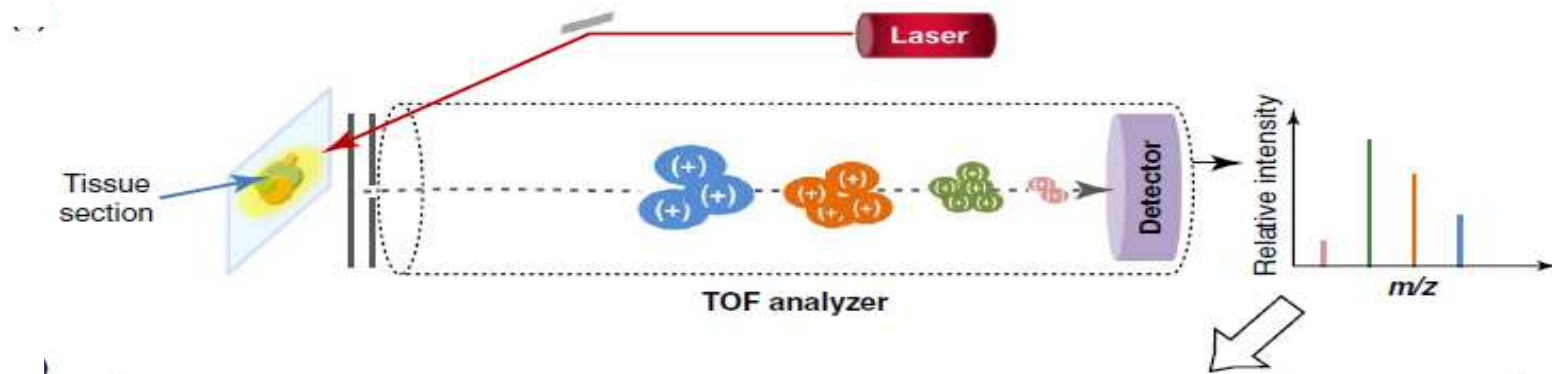 Laser
Tissue
section
(+)
(+)
(+)
(+)
(+)
(+)
(+)
Detector
Relative intensity
m/z
TOF analyzer